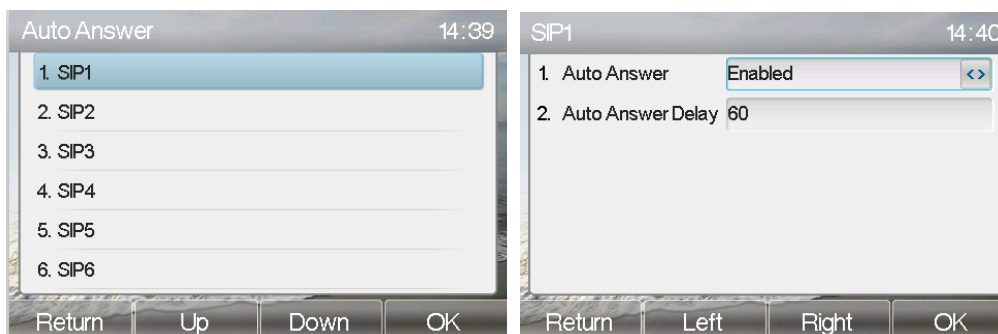 Auto Answer 14:39
1. SIP1
2. SIP2
3. SIP3
4. SIP4
5. SIP5
6. SIP6
Return Up Down OK
SIP1 14:40
1. Auto Answer Enabled <>
2. Auto Answer Delay 60
Return Left Right OK